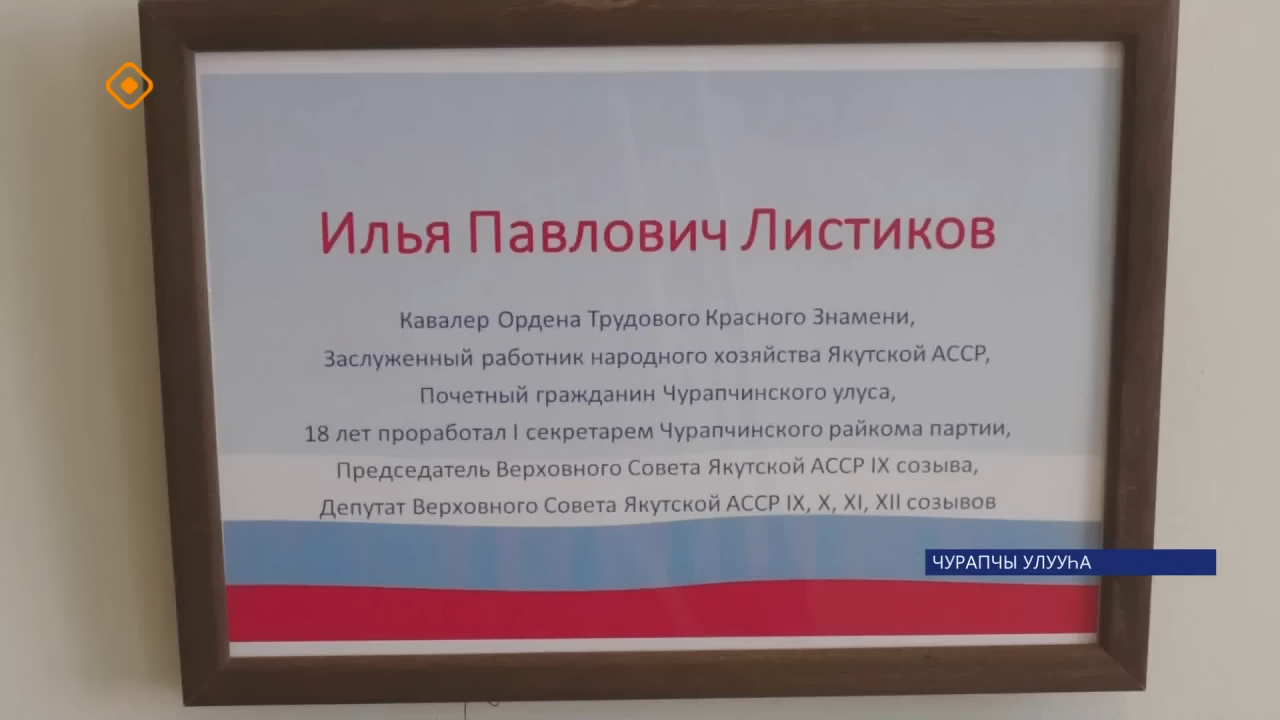 Илья Павлович Листиков
Кавалер Ордена Трудового Красного Знамени,
Заслуженный работник народного хозяйства Якутской АССР,
Почетный гражданин Чурапчинского улуса,
18 лет проработал I секретарем Чурапчинского райкома партии,
Председатель Верховного Совета Якутской АССР IX созыва,
Депутат Верховного Совета Якутской АССР IX, X, XI, XII созывов
ЧУРАПЧЫ УЛУУҺА